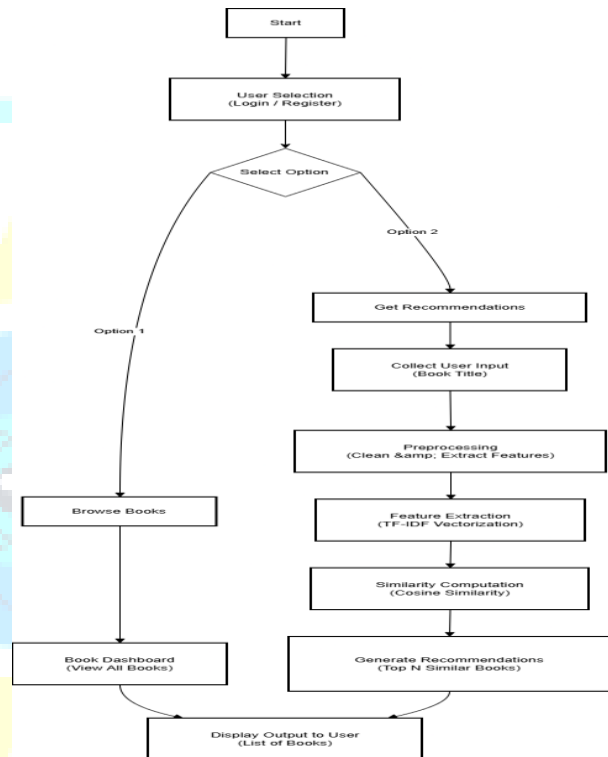 Start
User Selection
(Login / Register)
Select Option
Option 2
Get Recommendations
Option 1
Collect User Input
(Book Title)
Preprocessing
(Clean &amp; Extract Features)
Browse Books
Feature Extraction
(TF-IDF Vectorization)
Similarity Computation
(Cosine Similarity)
Book Dashboard
(View All Books)
Generate Recommendations
(Top N Similar Books)
Display Output to User
(List of Books)